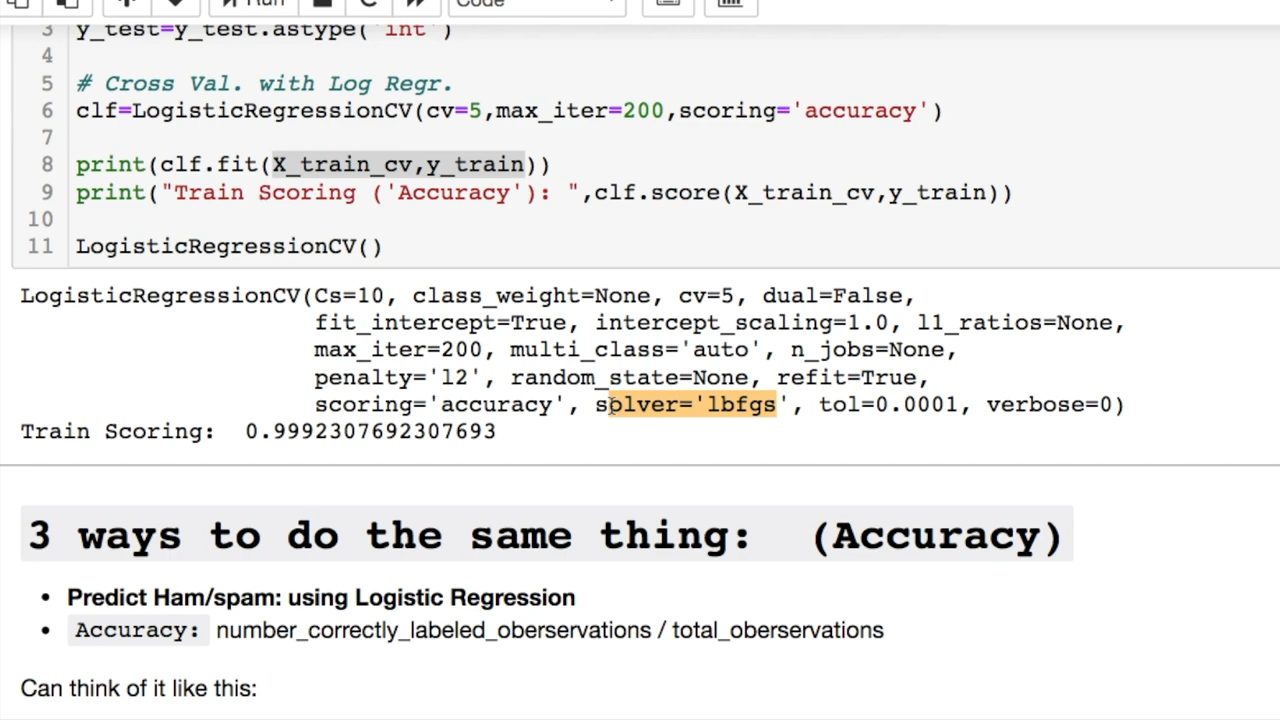 Run Code
3 y_test=y_test.astype('int')
4
5 # Cross Val. with Log Regr.
6 clf=LogisticRegressionCV(cv=5,max_iter=200,scoring='accuracy')
7
8 print(clf.fit(X_train_cv,y_train))
9 print("Train Scoring ('Accuracy'): ",clf.score(X_train_cv,y_train))
10
11 LogisticRegressionCV()
LogisticRegressionCV(Cs=10, class_weight=None, cv=5, dual=False,
fit_intercept=True, intercept_scaling=1.0, l1_ratios=None,
max_iter=200, multi_class='auto', n_jobs=None,
penalty='l2', random_state=None, refit=True,
scoring='accuracy', solver='lbfgs', tol=0.0001, verbose=0)
Train Scoring:  0.9992307692307693
3 ways to do the same thing:  (Accuracy)
• Predict Ham/spam: using Logistic Regression
• Accuracy: number_correctly_labeled_oberservations / total_oberservations
Can think of it like this: